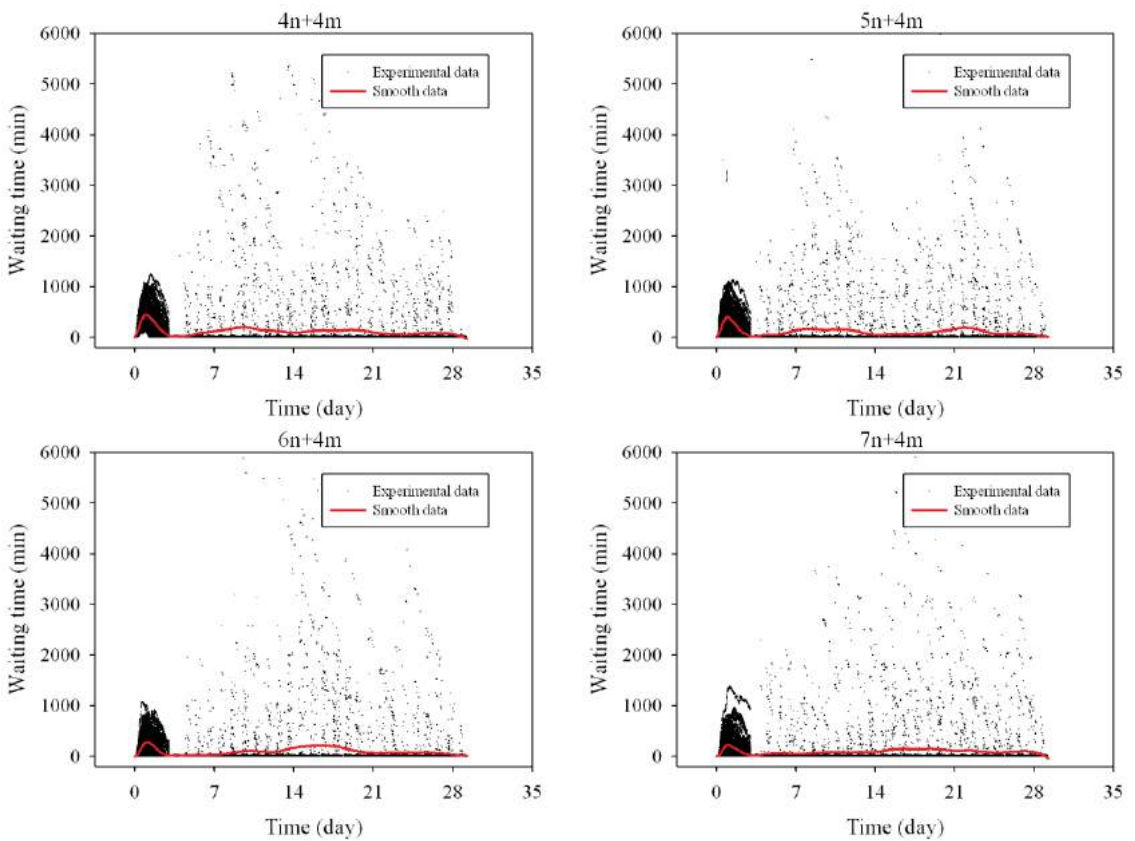 4n+4m
6000
5000
4000
3000
2000
1000
0
Waiting time (min)
Experimental data
Smooth data
0 7 14 21 28 35
Time (day)
5n+4m
6000
5000
4000
3000
2000
1000
0
Waiting time (min)
Experimental data
Smooth data
0 7 14 21 28 35
Time (day)
6n+4m
6000
5000
4000
3000
2000
1000
0
Waiting time (min)
Experimental data
Smooth data
0 7 14 21 28 35
Time (day)
7n+4m
6000
5000
4000
3000
2000
1000
0
Waiting time (min)
Experimental data
Smooth data
0 7 14 21 28 35
Time (day)